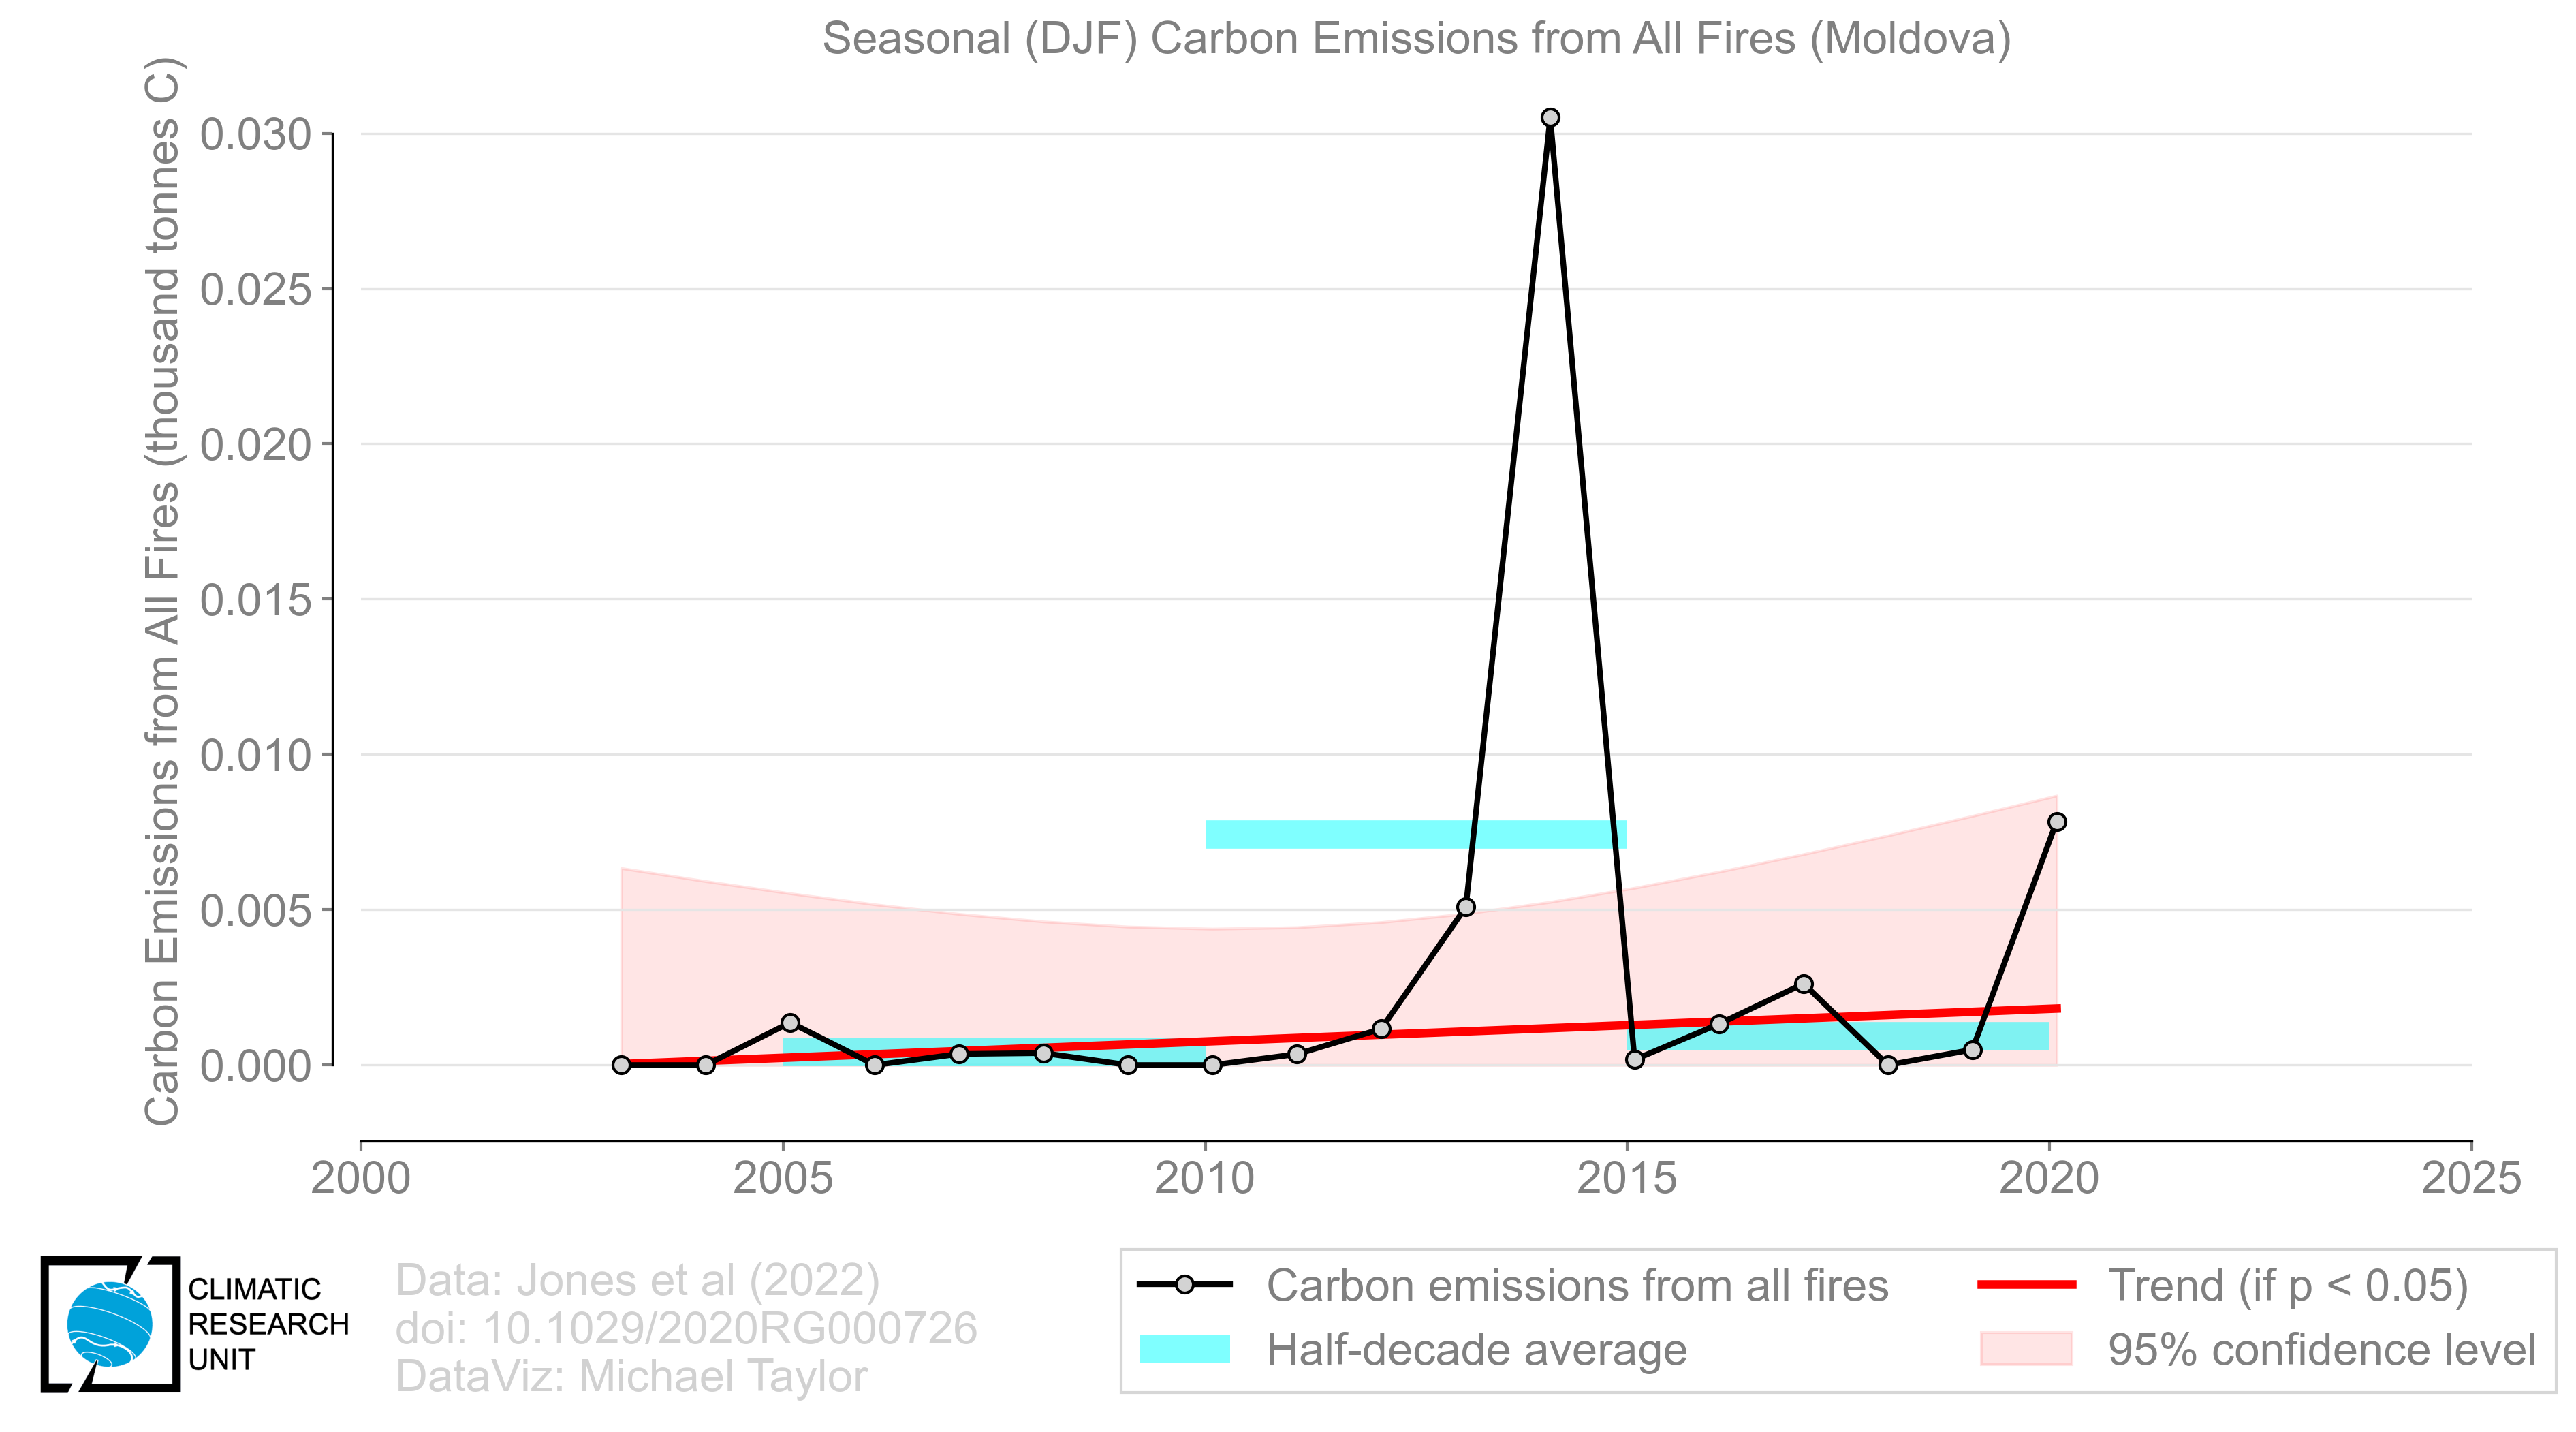 Seasonal (DJF) Carbon Emissions from All Fires (Moldova)
Carbon Emissions from All Fires (thousand tonnes C)
0.030
0.025
0.020
0.015
0.010
0.005
0.000
2000 2005 2010 2015 2020 2025
CLIMATIC
RESEARCH
UNIT
Data: Jones et al (2022)
doi: 10.1029/2020RG000726
DataViz: Michael Taylor
Carbon emissions from all fires
Half-decade average
Trend (if p < 0.05)
95% confidence level